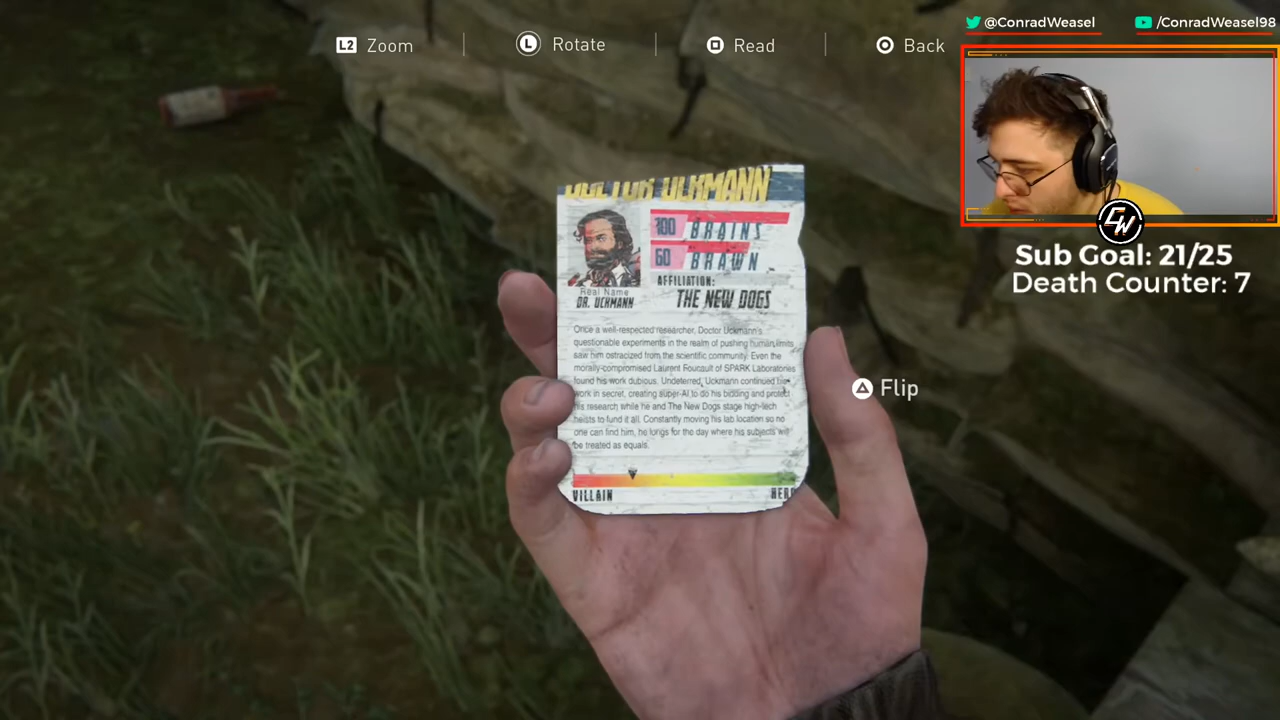 L2 Zoom
L Rotate
Read
Back
@ConradWeasel
/ConradWeasel98
CW
Sub Goal: 21/25
Death Counter: 7
DOCTOR UCKMANN
100 BRAINS
60 BRAWN
AFFILIATION:
THE NEW DOGS
Real Name
DR. UCKMANN
Once a well-respected researcher, Doctor Uckmann's
questionable experiments in the realm of pushing human limits
saw him ostracized from the scientific community. Even the
morally-compromised Laurent Foucault of SPARK Laboratories
found his work dubious. Undeterred, Uckmann continued his
work in secret, creating super-AI to do his bidding and protect
his research while he and The New Dogs stage high-tech
heists to fund it all. Constantly moving his lab location so no
one can find him, he longs for the day where his subjects will
be treated as equals.
VILLAIN
HERO
Flip